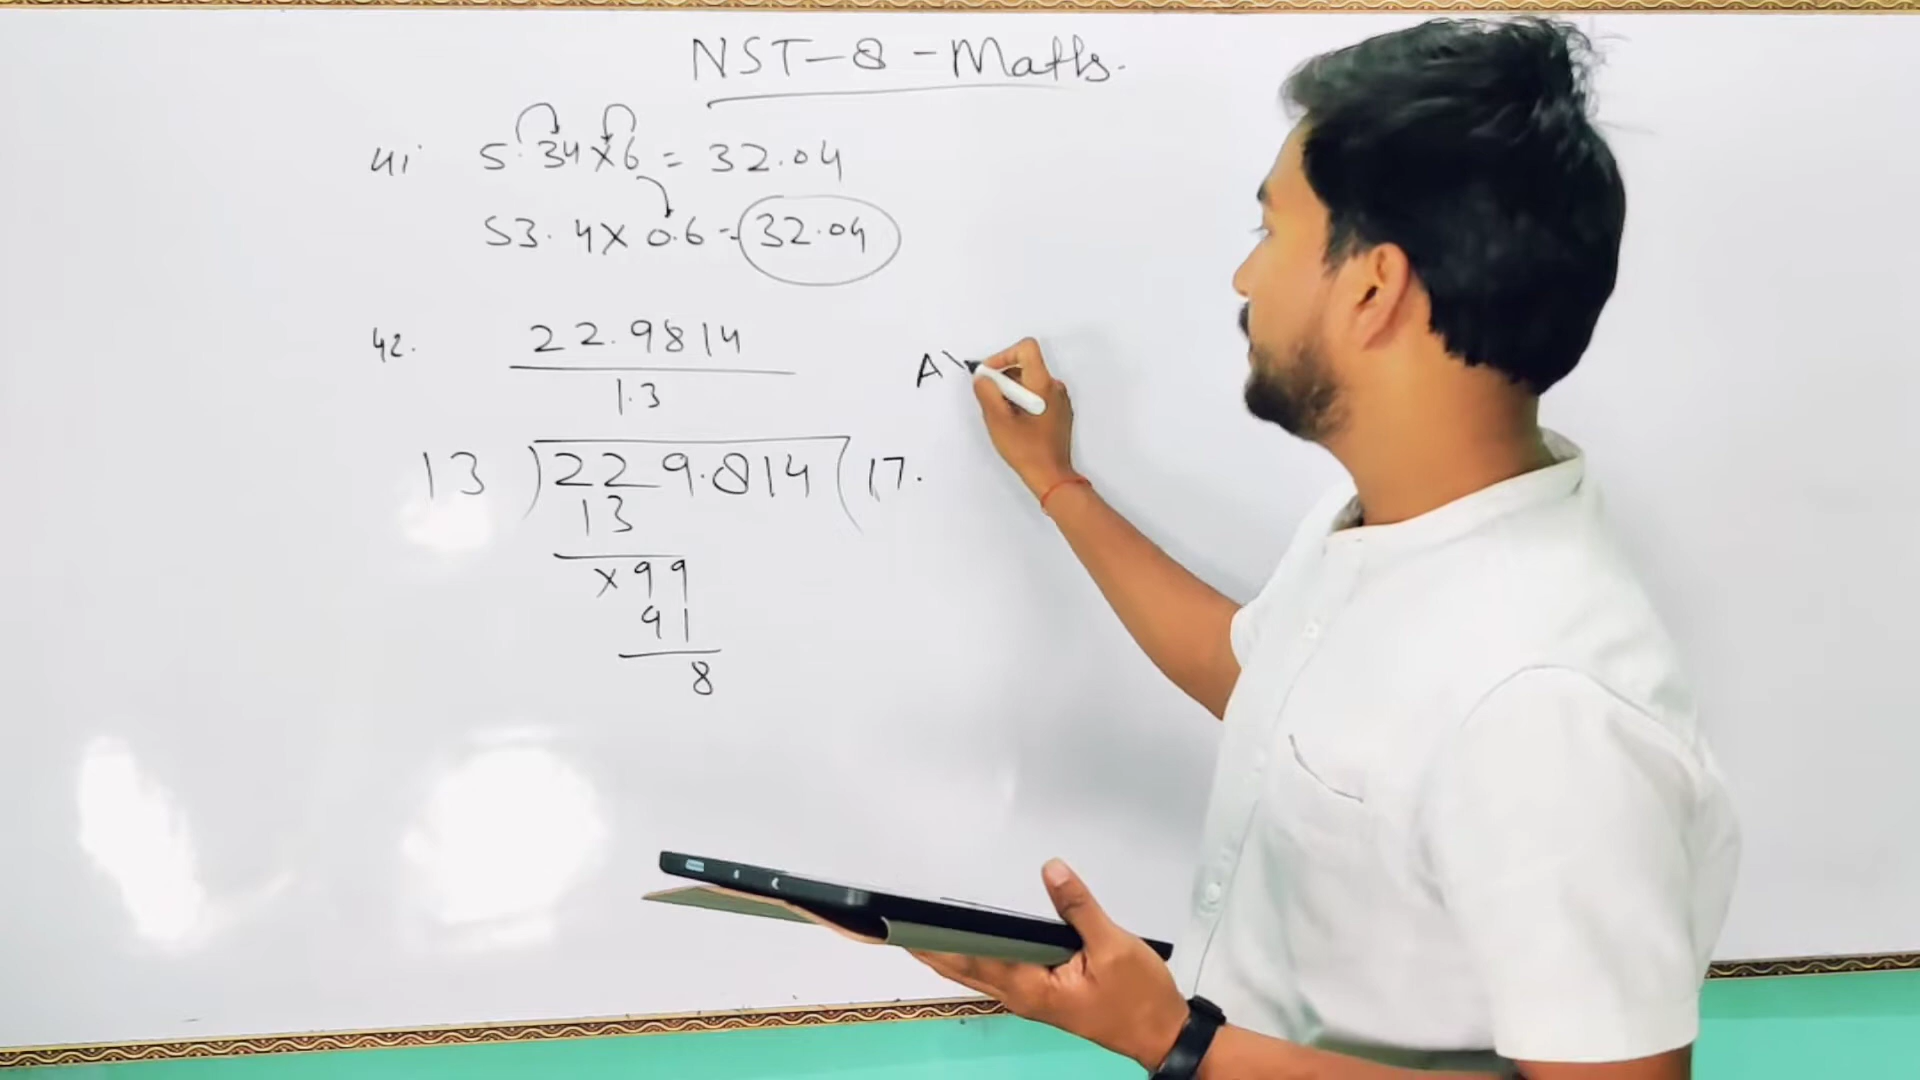 NST-8 - Maths.
41 5.34 x 6 = 32.04
53.4 x 0.6 = 32.04
42. 22.9814
1.3
13 ) 229.814 ( 17.
13
x 99
91
8
A